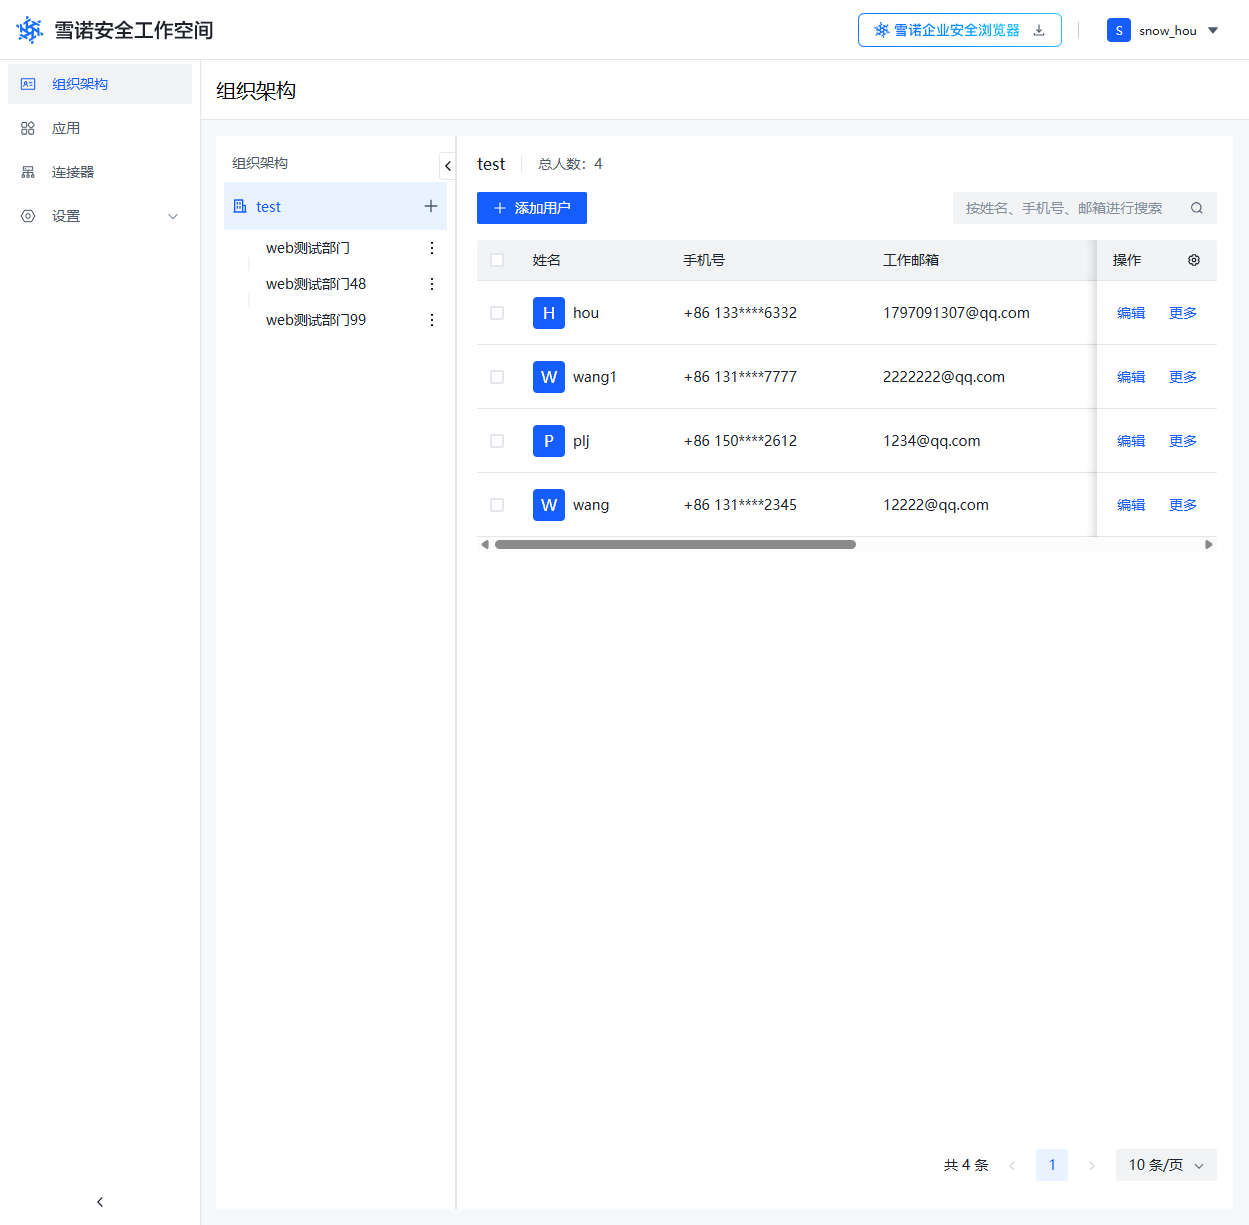 雪诺安全工作空间
雪诺企业安全浏览器
S snow_hou
组织架构
应用
连接器
设置
组织架构
组织架构
test
web测试部门
web测试部门48
web测试部门99
test 总人数：4
添加用户
按姓名、手机号、邮箱进行搜索
姓名 手机号 工作邮箱 操作
H hou +86 133****6332 1797091307@qq.com 编辑 更多
W wang1 +86 131****7777 2222222@qq.com 编辑 更多
P plj +86 150****2612 1234@qq.com 编辑 更多
W wang +86 131****2345 12222@qq.com 编辑 更多
共 4 条 1 10 条/页